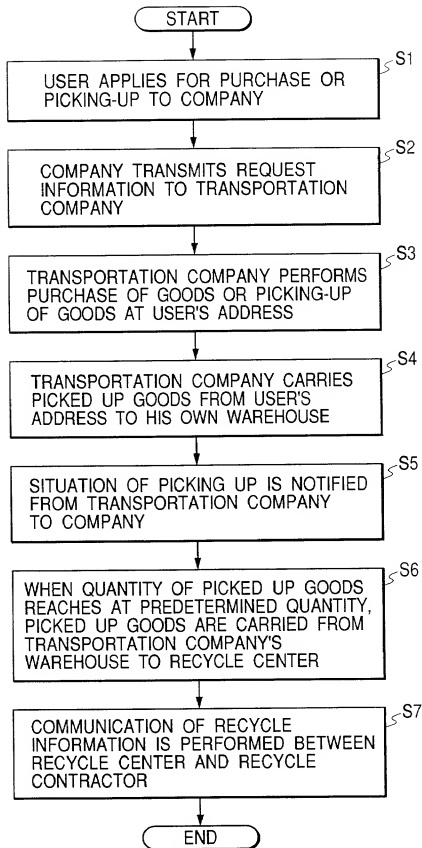 START
S1
USER APPLIES FOR PURCHASE OR
PICKING-UP TO COMPANY
S2
COMPANY TRANSMITS REQUEST
INFORMATION TO TRANSPORTATION
COMPANY
S3
TRANSPORTATION COMPANY PERFORMS
PURCHASE OF GOODS OR PICKING-UP
OF GOODS AT USER'S ADDRESS
S4
TRANSPORTATION COMPANY CARRIES
PICKED UP GOODS FROM USER'S
ADDRESS TO HIS OWN WAREHOUSE
S5
SITUATION OF PICKING UP IS NOTIFIED
FROM TRANSPORTATION COMPANY
TO COMPANY
S6
WHEN QUANTITY OF PICKED UP GOODS
REACHES AT PREDETERMINED QUANTITY,
PICKED UP GOODS ARE CARRIED FROM
TRANSPORTATION COMPANY'S
WAREHOUSE TO RECYCLE CENTER
S7
COMMUNICATION OF RECYCLE
INFORMATION IS PERFORMED BETWEEN
RECYCLE CENTER AND RECYCLE
CONTRACTOR
END